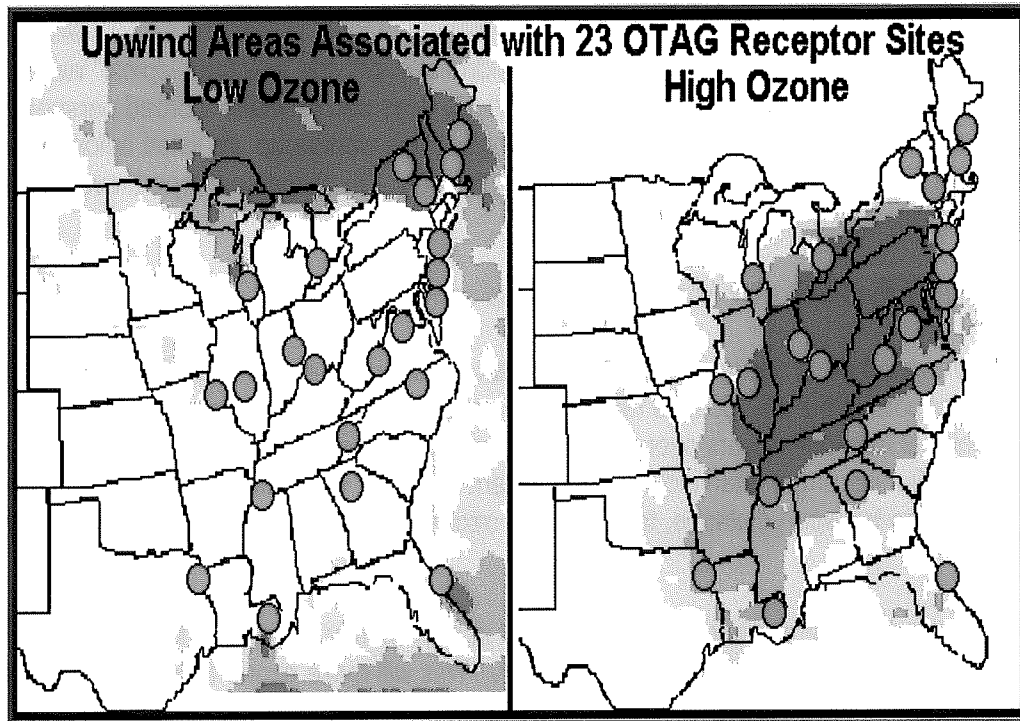 Upwind Areas Associated with 23 OTAG Receptor Sites
Low Ozone
High Ozone